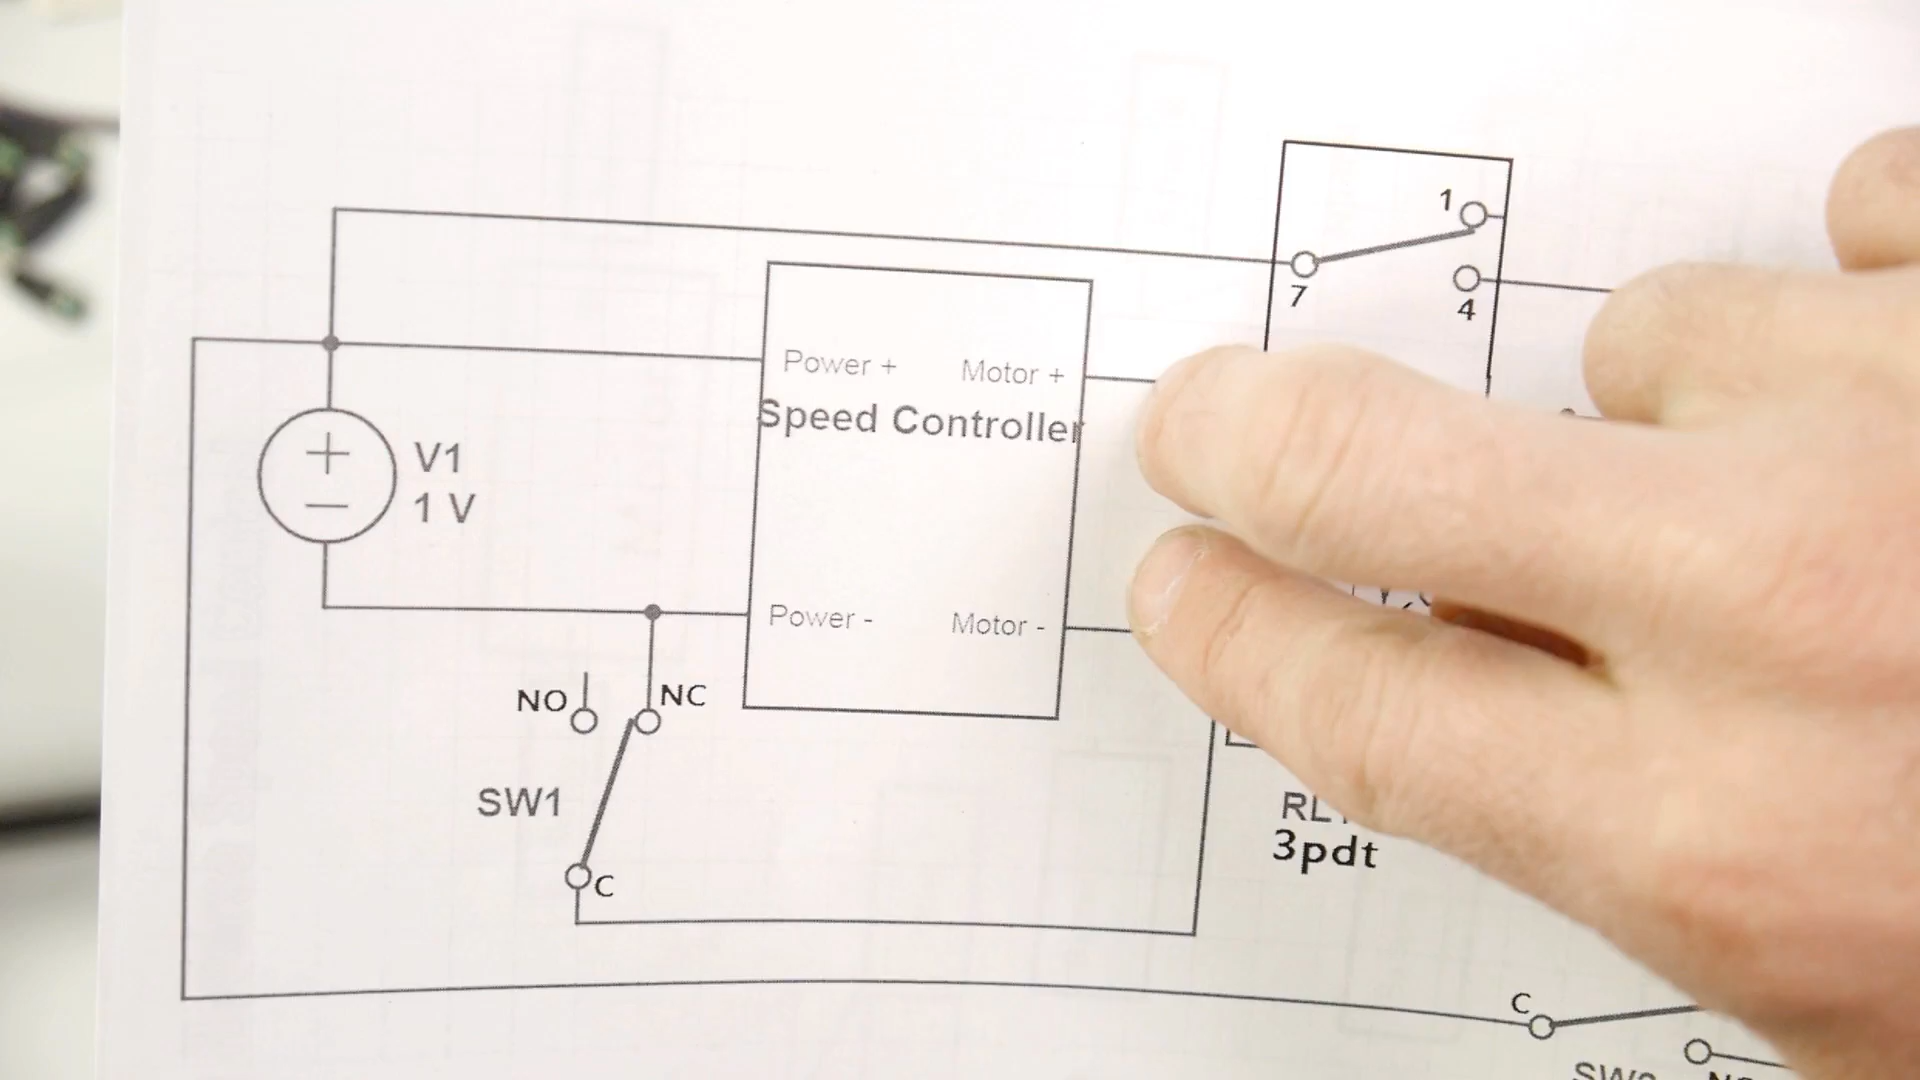 1
7
4
Power +
Motor +
Speed Controller
V1
1 V
Power -
Motor -
NO
NC
SW1
C
3pdt
C